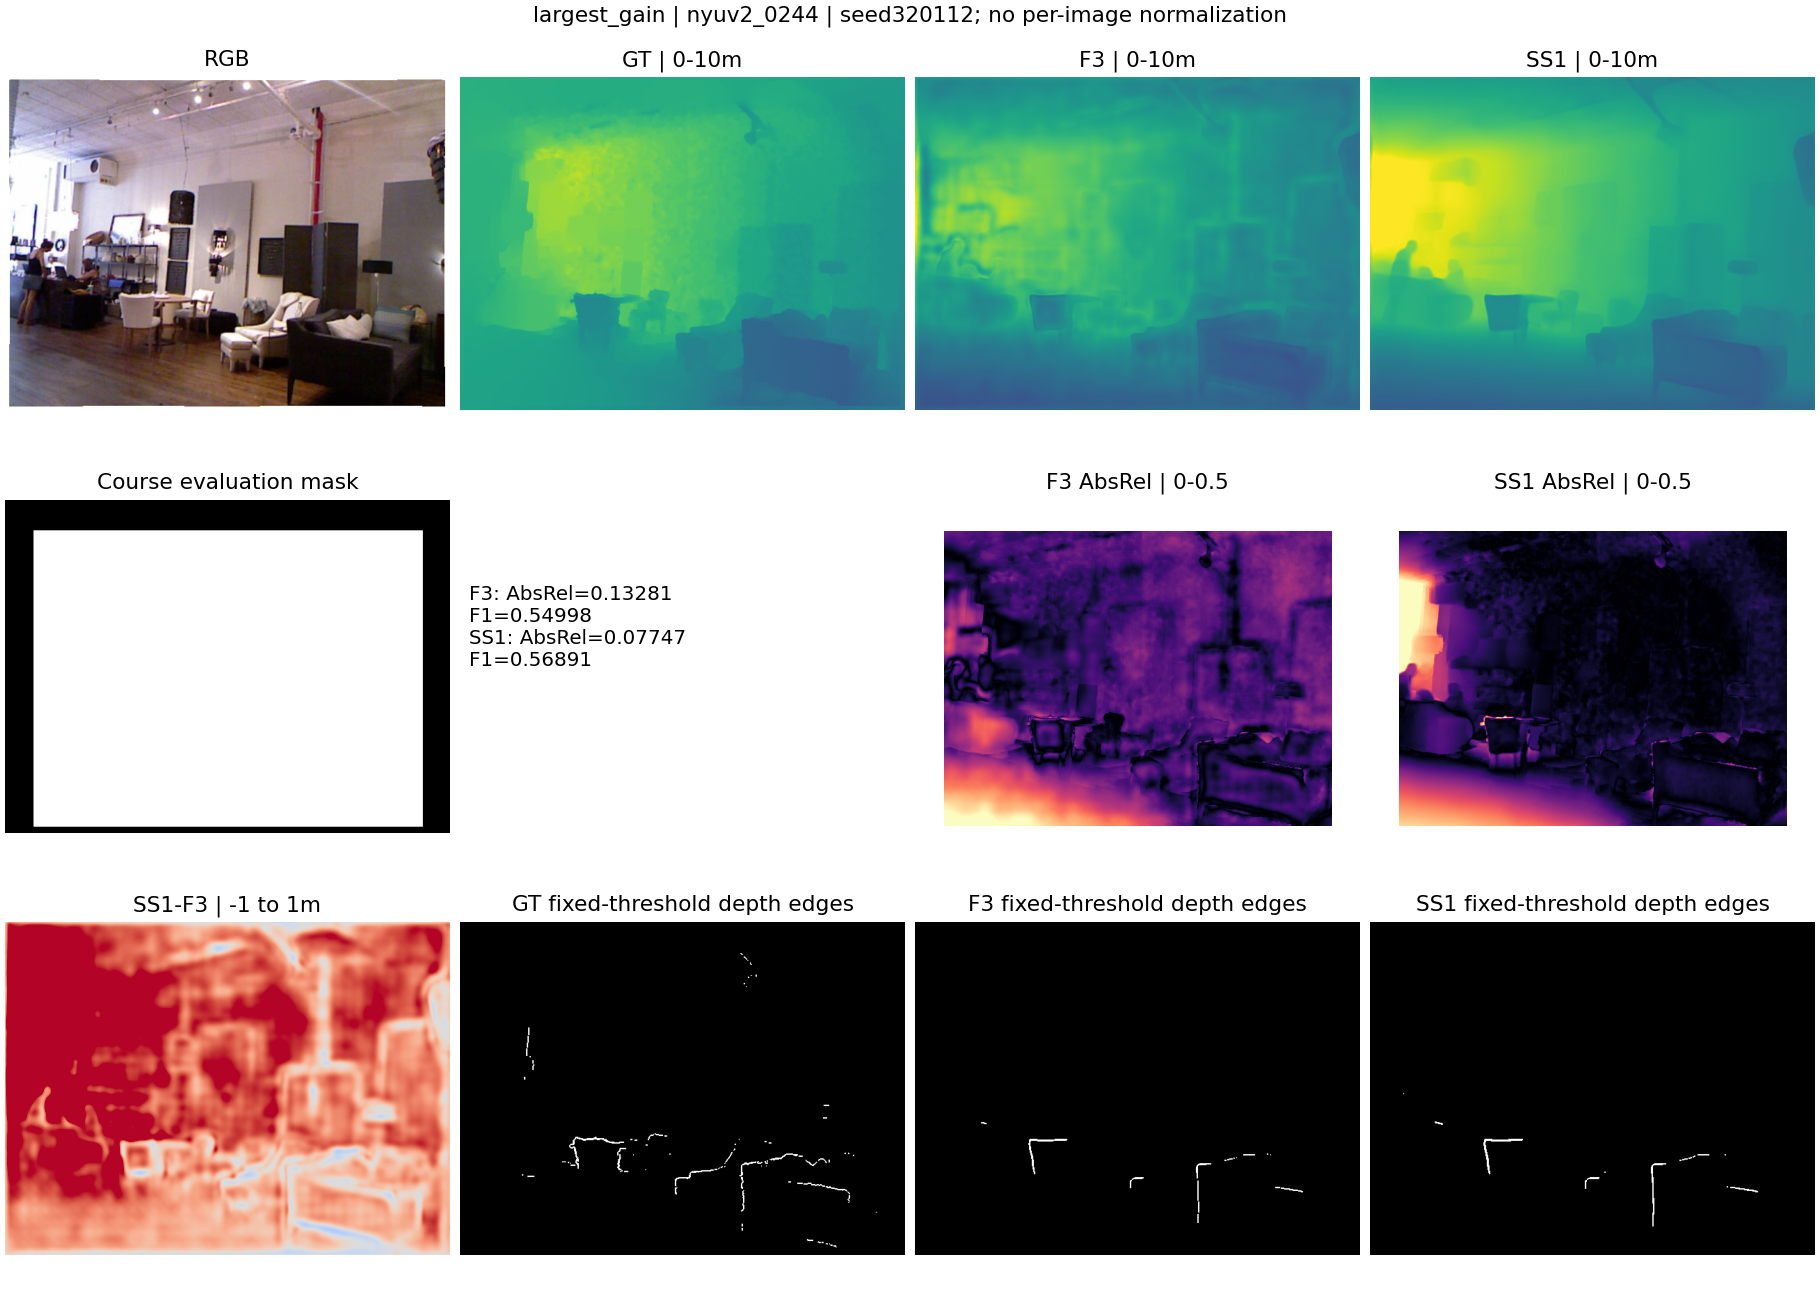 largest_gain | nyuv2_0244 | seed320112; no per-image normalization
RGB
GT | 0-10m
F3 | 0-10m
SS1 | 0-10m
Course evaluation mask
F3: AbsRel=0.13281
F1=0.54998
SS1: AbsRel=0.07747
F1=0.56891
F3 AbsRel | 0-0.5
SS1 AbsRel | 0-0.5
SS1-F3 | -1 to 1m
GT fixed-threshold depth edges
F3 fixed-threshold depth edges
SS1 fixed-threshold depth edges